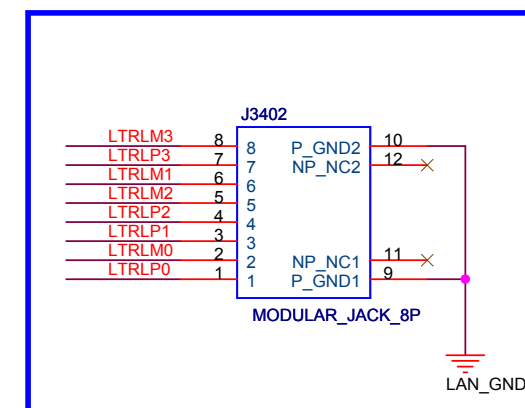 J3402
LTRLM3 8 8 P_GND2 10
LTRLP3 7 7 NP_NC2 12
LTRLM1 6 6
LTRLM2 5 5
LTRLP2 4 4
LTRLP1 3 3
LTRLM0 2 2 NP_NC1 11
LTRLP0 1 1 P_GND1 9
MODULAR_JACK_8P
LAN_GND